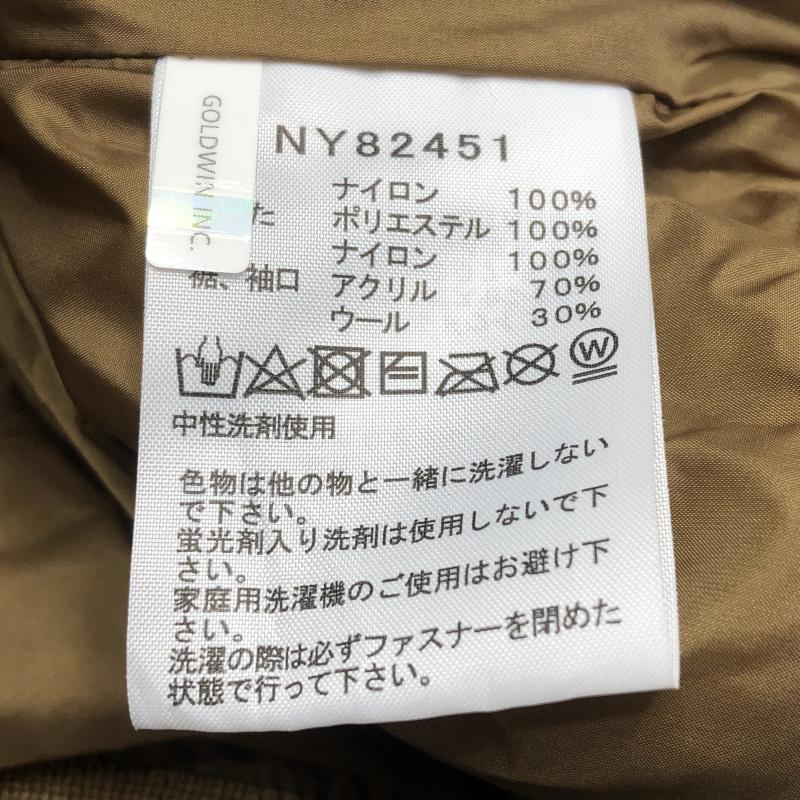 GOLDWIN INC.
NY82451
ナイロン 100%
た ポリエステル 100%
ナイロン 100%
裾、袖口 アクリル 70%
ウール 30%
W
中性洗剤使用
色物は他の物と一緒に洗濯しない
で下さい。
蛍光剤入り洗剤は使用しないで下
さい。
家庭用洗濯機のご使用はお避け下
さい。
洗濯の際は必ずファスナーを閉めた
状態で行って下さい。